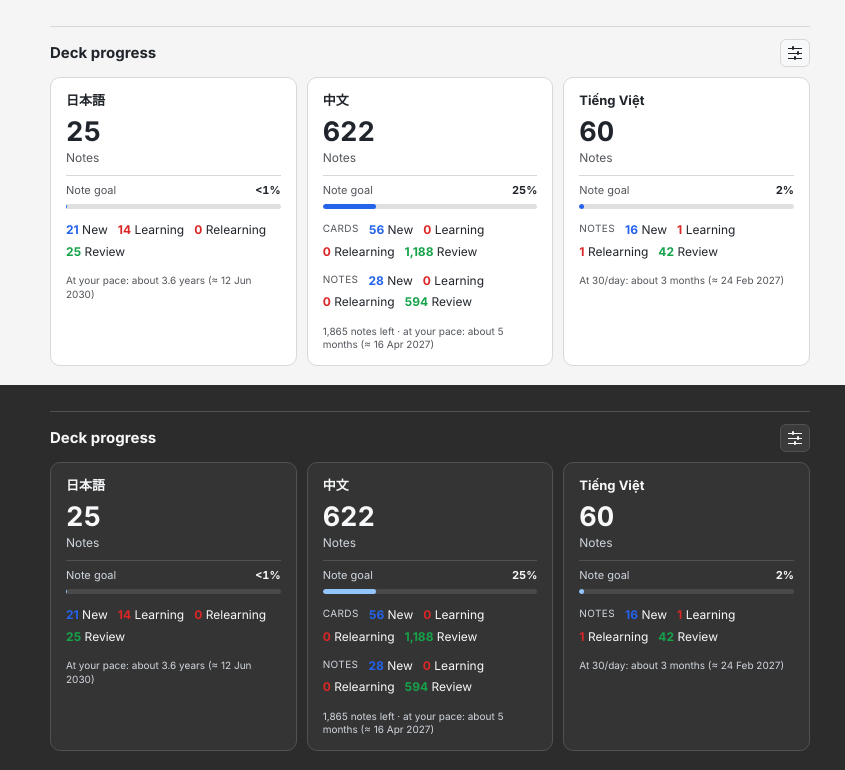 Deck progress
日本語
25
Notes
Note goal <1%
21 New 14 Learning 0 Relearning
25 Review
At your pace: about 3.6 years (≈ 12 Jun
2030)
中文
622
Notes
Note goal 25%
CARDS 56 New 0 Learning
0 Relearning 1,188 Review
NOTES 28 New 0 Learning
0 Relearning 594 Review
1,865 notes left · at your pace: about 5
months (≈ 16 Apr 2027)
Tiếng Việt
60
Notes
Note goal 2%
NOTES 16 New 1 Learning
1 Relearning 42 Review
At 30/day: about 3 months (≈ 24 Feb 2027)
Deck progress
日本語
25
Notes
Note goal <1%
21 New 14 Learning 0 Relearning
25 Review
At your pace: about 3.6 years (≈ 12 Jun
2030)
中文
622
Notes
Note goal 25%
CARDS 56 New 0 Learning
0 Relearning 1,188 Review
NOTES 28 New 0 Learning
0 Relearning 594 Review
1,865 notes left · at your pace: about 5
months (≈ 16 Apr 2027)
Tiếng Việt
60
Notes
Note goal 2%
NOTES 16 New 1 Learning
1 Relearning 42 Review
At 30/day: about 3 months (≈ 24 Feb 2027)